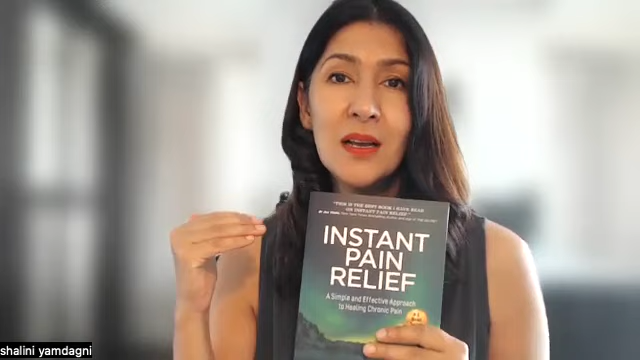 "THIS IS THE BEST BOOK I HAVE READ
ON INSTANT PAIN RELIEF"
INSTANT
PAIN
RELIEF
A Simple and Effective Approach
to Healing Chronic Pain
shalini yamdagni